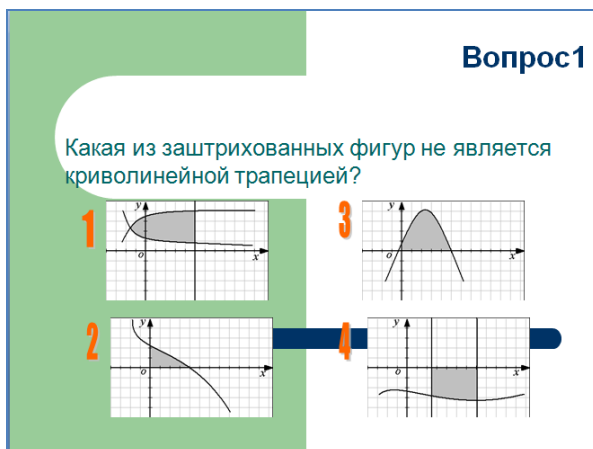 Вопрос1
Какая из заштрихованных фигур не является
криволинейной трапецией?
1
y
o
x
3
y
o
x
2
y
o
x
4
y
o
x